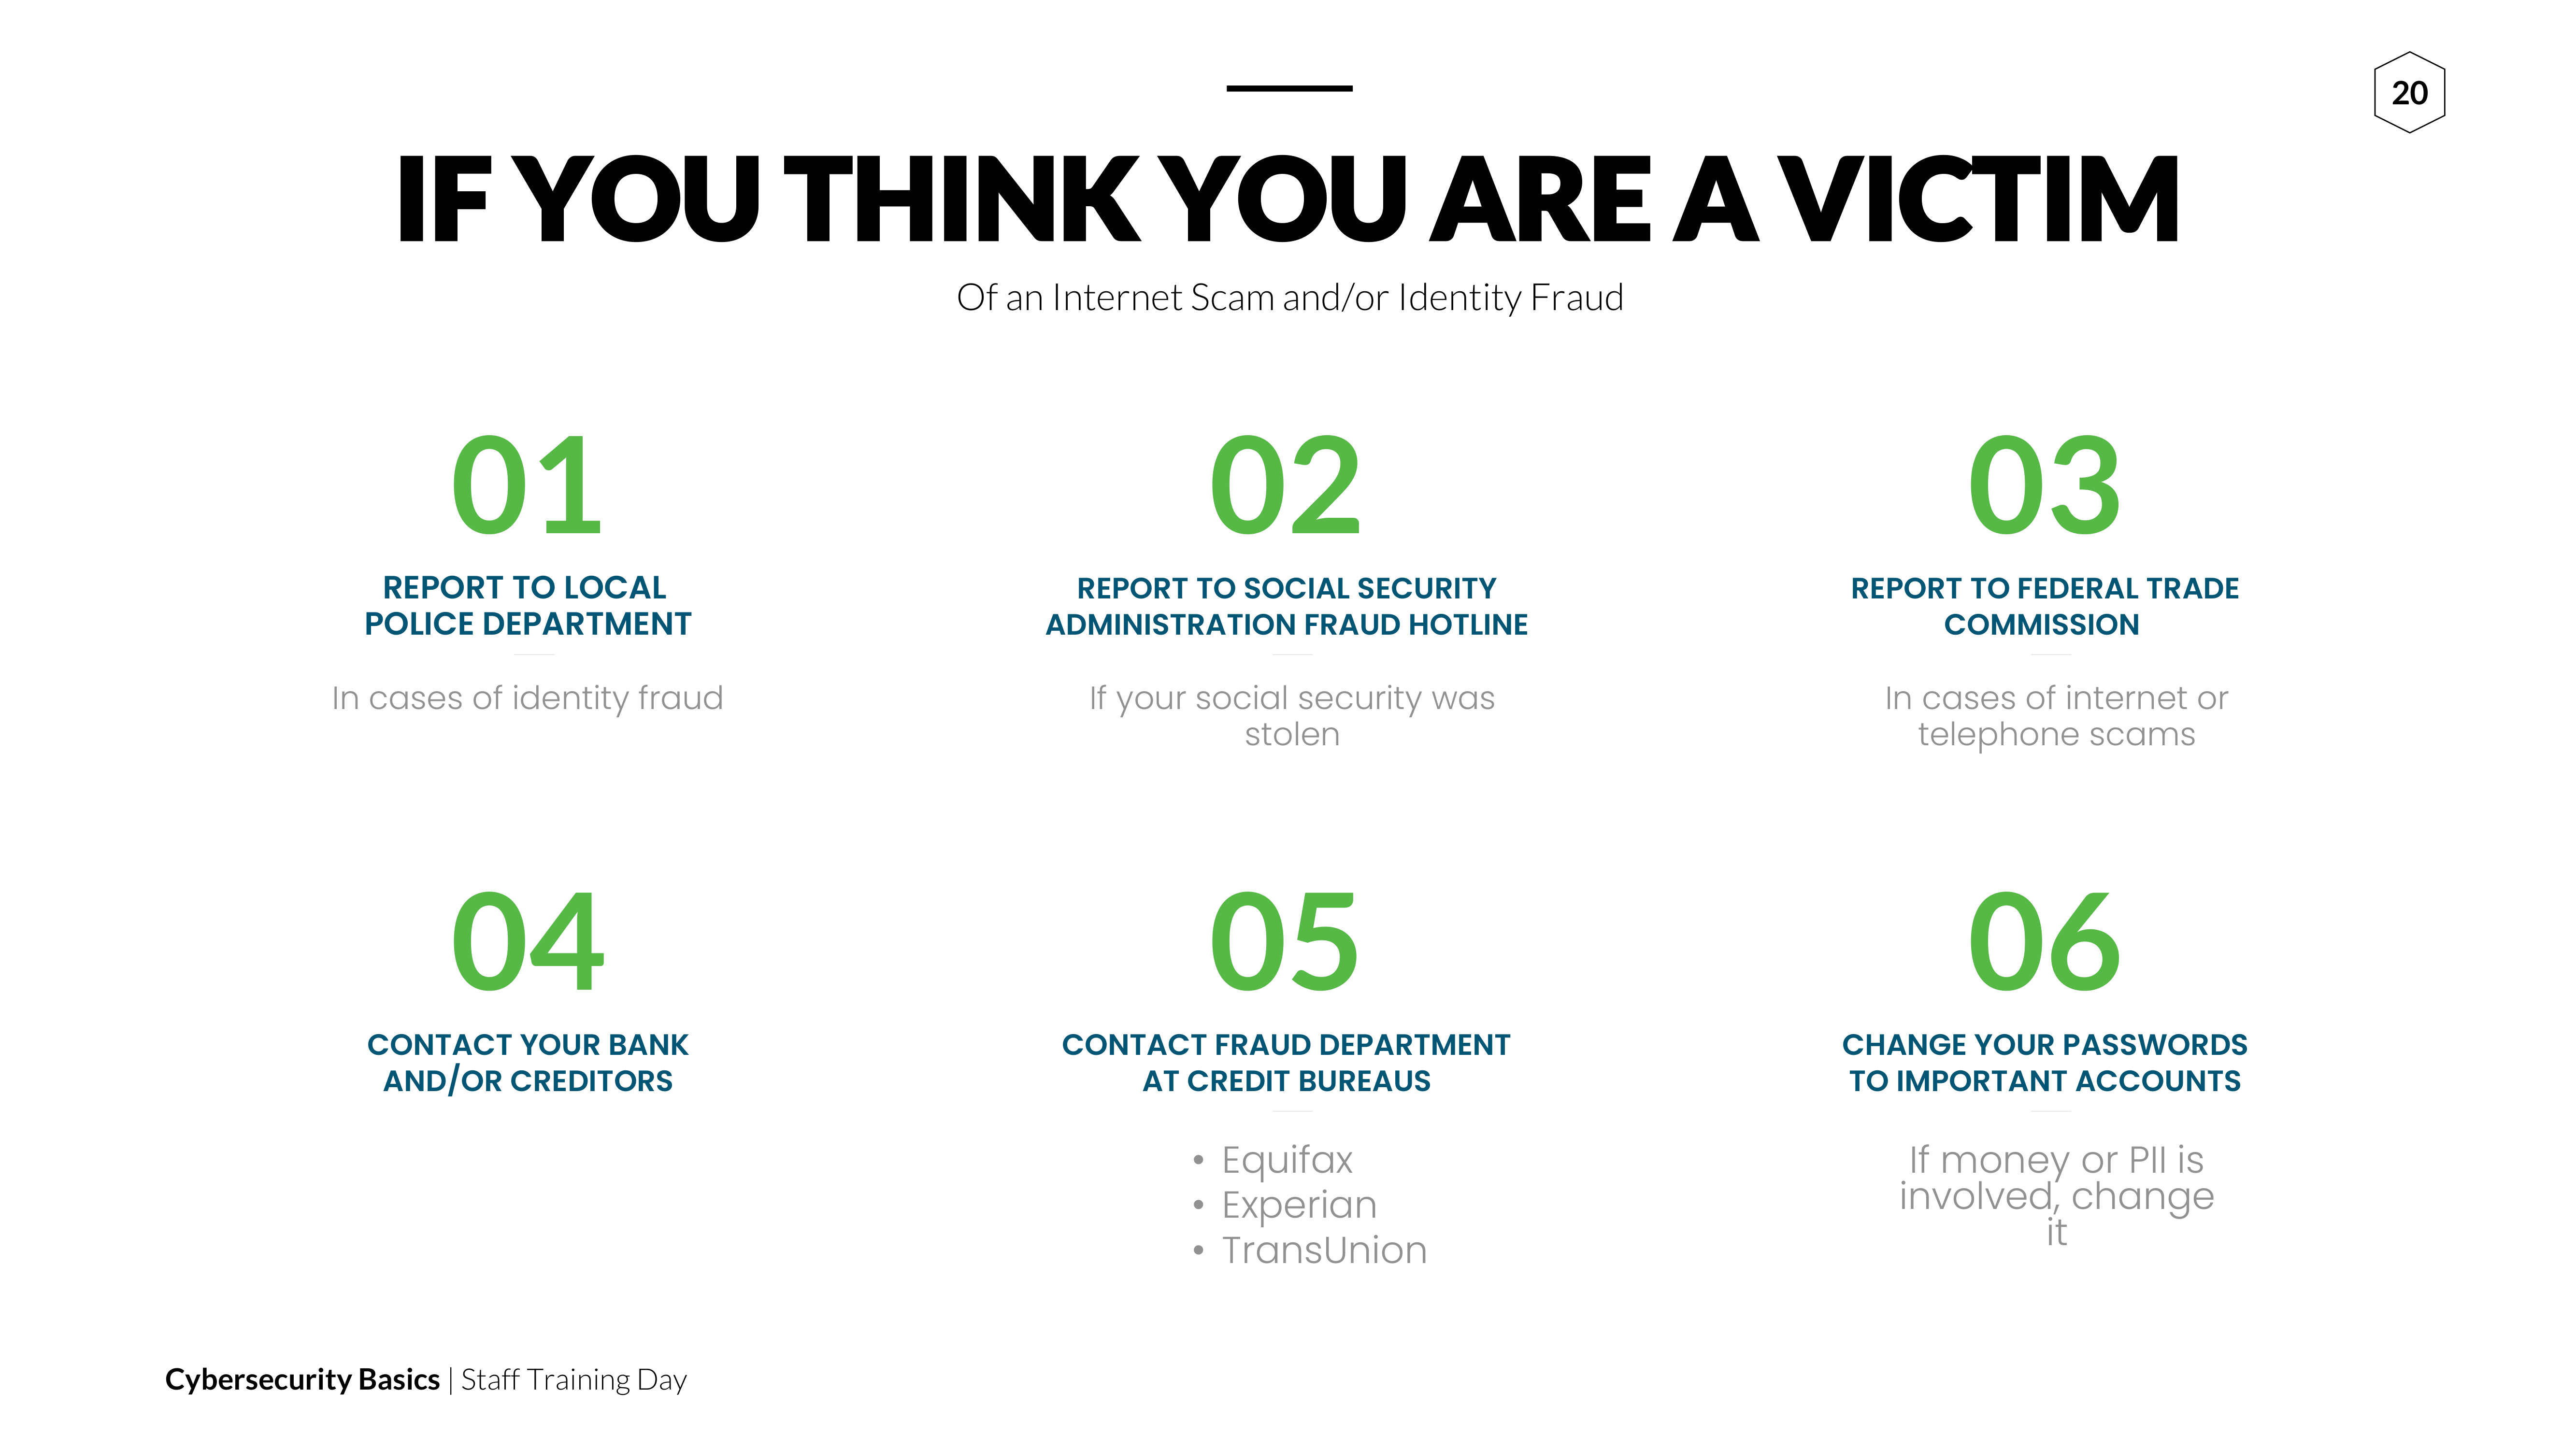 20
IF YOU THINK YOU ARE A VICTIM
Of an Internet Scam and/or Identity Fraud
01
REPORT TO LOCAL
POLICE DEPARTMENT
In cases of identity fraud
02
REPORT TO SOCIAL SECURITY
ADMINISTRATION FRAUD HOTLINE
If your social security was
stolen
03
REPORT TO FEDERAL TRADE
COMMISSION
In cases of internet or
telephone scams
04
CONTACT YOUR BANK
AND/OR CREDITORS
05
CONTACT FRAUD DEPARTMENT
AT CREDIT BUREAUS
• Equifax
• Experian
• TransUnion
06
CHANGE YOUR PASSWORDS
TO IMPORTANT ACCOUNTS
If money or PII is
involved, change
it
Cybersecurity Basics | Staff Training Day